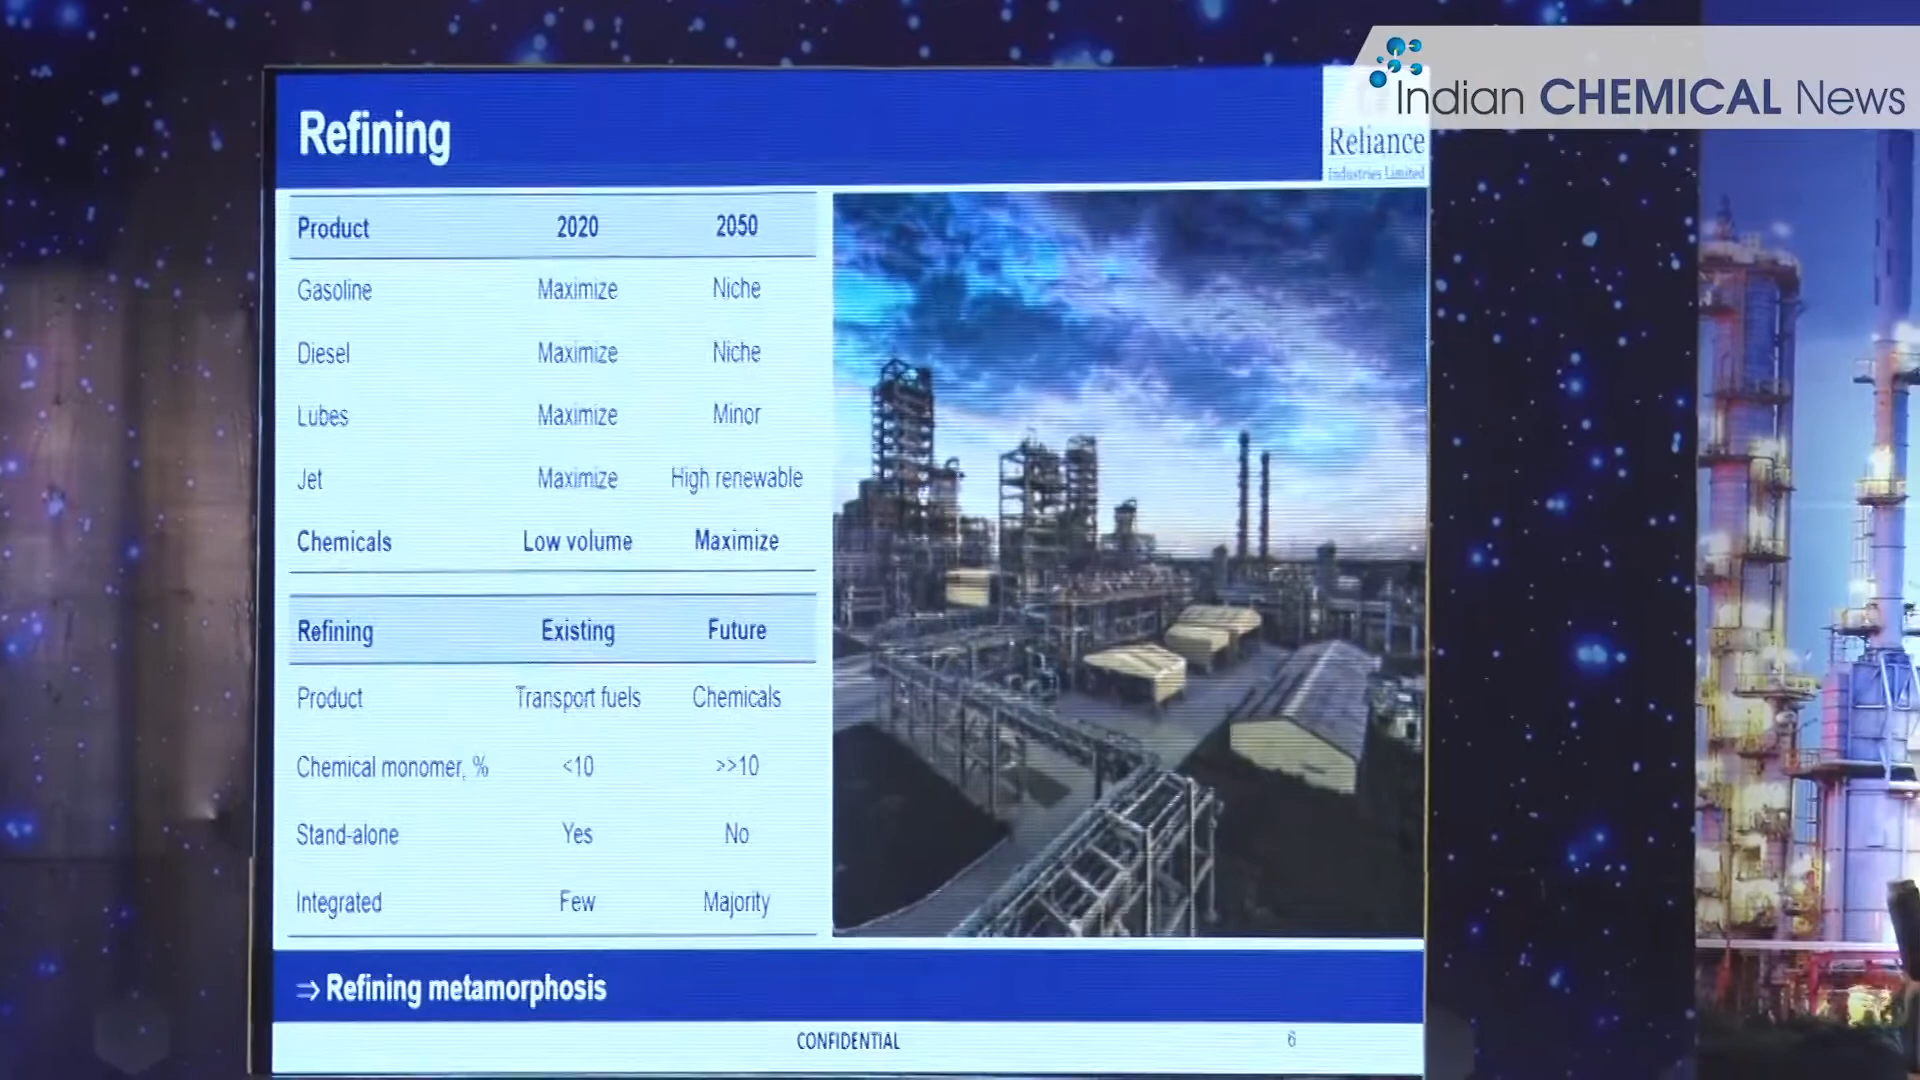 Indian CHEMICAL News
Refining
Reliance
Industries Limited
Product 2020 2050
Gasoline Maximize Niche
Diesel Maximize Niche
Lubes Maximize Minor
Jet Maximize High renewable
Chemicals Low volume Maximize
Refining Existing Future
Product Transport fuels Chemicals
Chemical monomer, % <10 >>10
Stand-alone Yes No
Integrated Few Majority
⇒ Refining metamorphosis
CONFIDENTIAL 6